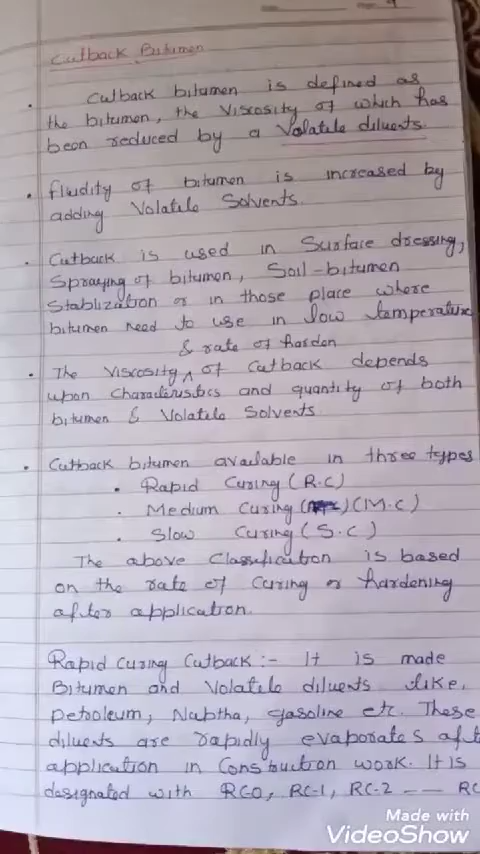 Cutback Bitumen
• Cutback bitumen is defined as
the bitumen, the viscosity of which has
been reduced by a Volatile diluents.
• fluidity of bitumen is increased by
adding Volatile Solvents.
• Cutback is used in Surface dressing,
Spraying of bitumen, Soil-bitumen
Stablization or in those place where
bitumen need to use in low temperature
& rate of harden
• The Viscosity ^ of Cutback depends
upon Characteristics and quantity of both
bitumen & Volatile Solvents.
• Cutback bitumen available in three types
• Rapid Curing (R.C)
• Medium Curing (M.C)
• Slow Curing (S.C)
The above Classification is based
on the rate of Curing or hardening
after application.
Rapid Curing Cutback :- It is made
Bitumen and Volatile diluents like,
Petroleum, Nabtha, gasoline etc. These
diluents are rapidly evaporates aft
application in Construction work. It is
designated with RC0, RC-1, RC-2 -- RC
Made with
VideoShow